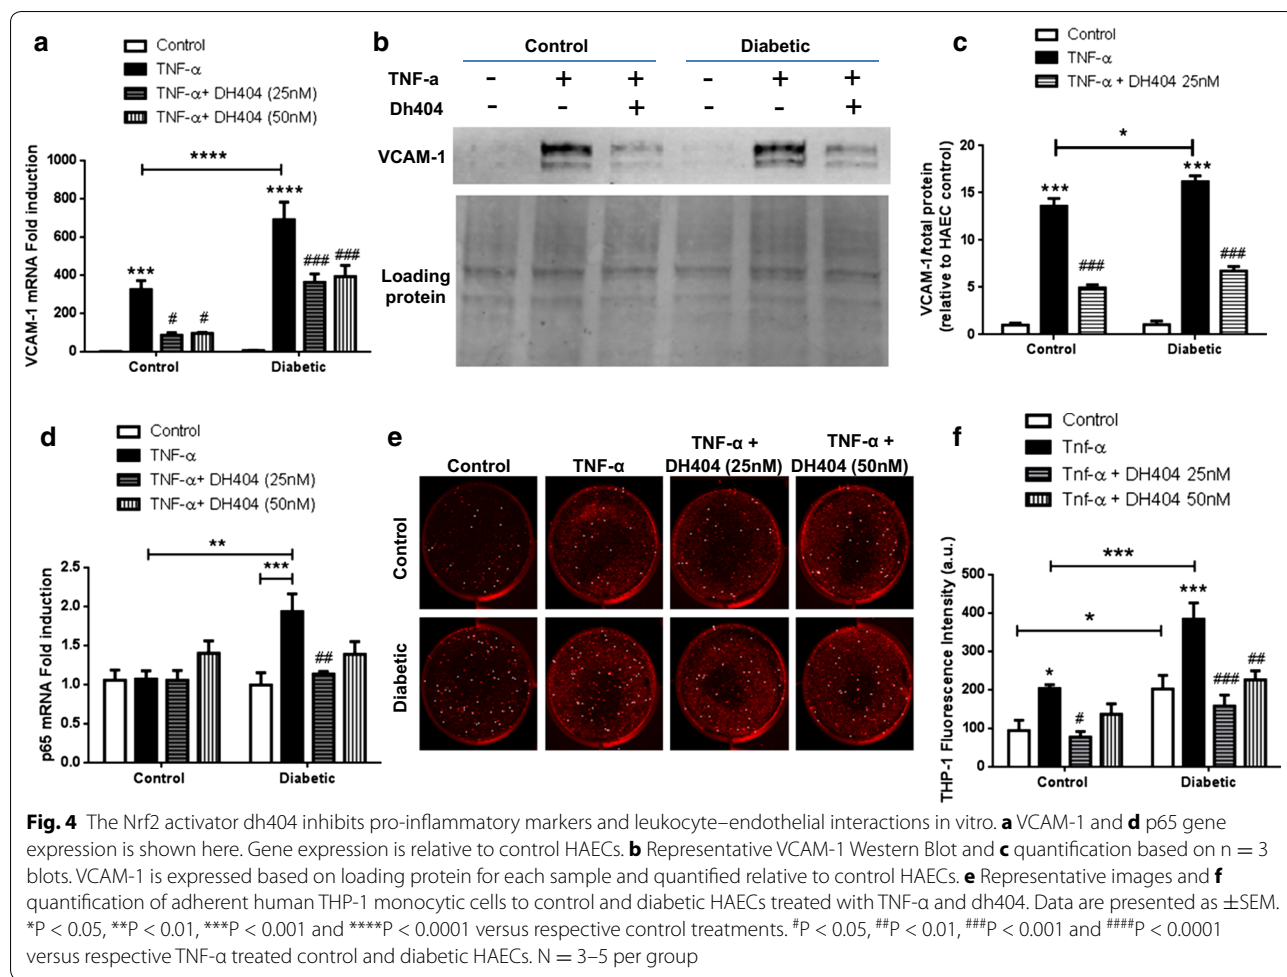 a
Control
TNF-α
TNF-α+ DH404 (25nM)
TNF-α+ DH404 (50nM)
VCAM-1 mRNA Fold induction
1000
800
600
400
200
0
****
***
#
#
****
###
###
Control
Diabetic
b
Control
Diabetic
TNF-a - + + - + +
Dh404 - - + - - +
VCAM-1
Loading
protein
c
Control
TNF-α
TNF-α + DH404 25nM
VCAM-1/total protein
(relative to HAEC control)
20
15
10
5
0
*
***
###
***
###
Control
Diabetic
d
Control
TNF-α
TNF-α+ DH404 (25nM)
TNF-α+ DH404 (50nM)
p65 mRNA Fold induction
2.5
2.0
1.5
1.0
0.5
0.0
**
***
##
Control
Diabetic
e
Control
TNF-α
TNF-α +
DH404 (25nM)
TNF-α +
DH404 (50nM)
Control
Diabetic
f
Control
Tnf-α
Tnf-α + DH404 25nM
Tnf-α + DH404 50nM
THP-1 Fluorescence Intensity (a.u.)
500
400
300
200
100
0
***
*
*
#
***
###
##
Control
Diabetic
Fig. 4 The Nrf2 activator dh404 inhibits pro-inflammatory markers and leukocyte–endothelial interactions in vitro. a VCAM-1 and d p65 gene
expression is shown here. Gene expression is relative to control HAECs. b Representative VCAM-1 Western Blot and c quantification based on n = 3
blots. VCAM-1 is expressed based on loading protein for each sample and quantified relative to control HAECs. e Representative images and f
quantification of adherent human THP-1 monocytic cells to control and diabetic HAECs treated with TNF-α and dh404. Data are presented as ±SEM.
*P < 0.05, **P < 0.01, ***P < 0.001 and ****P < 0.0001 versus respective control treatments. #P < 0.05, ##P < 0.01, ###P < 0.001 and ####P < 0.0001
versus respective TNF-α treated control and diabetic HAECs. N = 3–5 per group